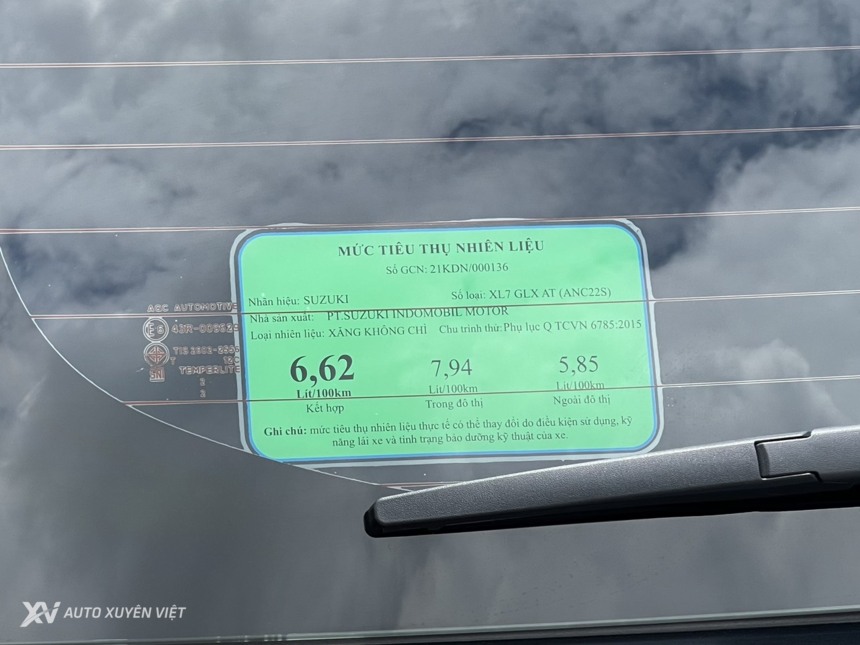 MỨC TIÊU THỤ NHIÊN LIỆU
Số GCN: 21KDN/000136
Nhãn hiệu: SUZUKI Số loại: XL7 GLX AT (ANC22S)
Nhà sản xuất: PT.SUZUKI INDOMOBIL MOTOR
Loại nhiên liệu: XĂNG KHÔNG CHÌ Chu trình thử: Phụ lục Q TCVN 6785:2015
6,62 7,94 5,85
Lít/100km Lít/100km Lít/100km
Kết hợp Trong đô thị Ngoài đô thị
Ghi chú: mức tiêu thụ nhiên liệu thực tế có thể thay đổi do điều kiện sử dụng, kỹ
năng lái xe và tình trạng bảo dưỡng kỹ thuật của xe.
AGC AUTOMOTIVE
TEMPERLITE
2
2
XV AUTO XUYÊN VIỆT